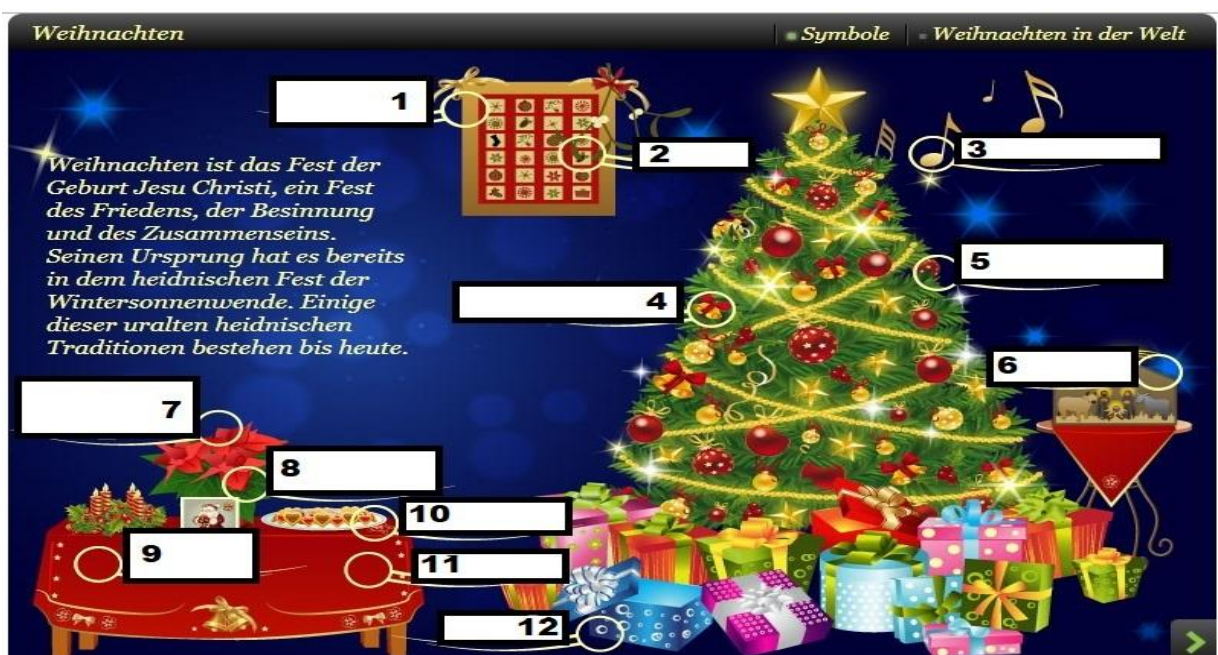 Weihnachten
Symbole
Weihnachten in der Welt
1
2
3
Weihnachten ist das Fest der
Geburt Jesu Christi, ein Fest
des Friedens, der Besinnung
und des Zusammenseins.
Seinen Ursprung hat es bereits
in dem heidnischen Fest der
Wintersonnenwende. Einige
dieser uralten heidnischen
Traditionen bestehen bis heute.
5
4
6
7
8
10
9
11
12